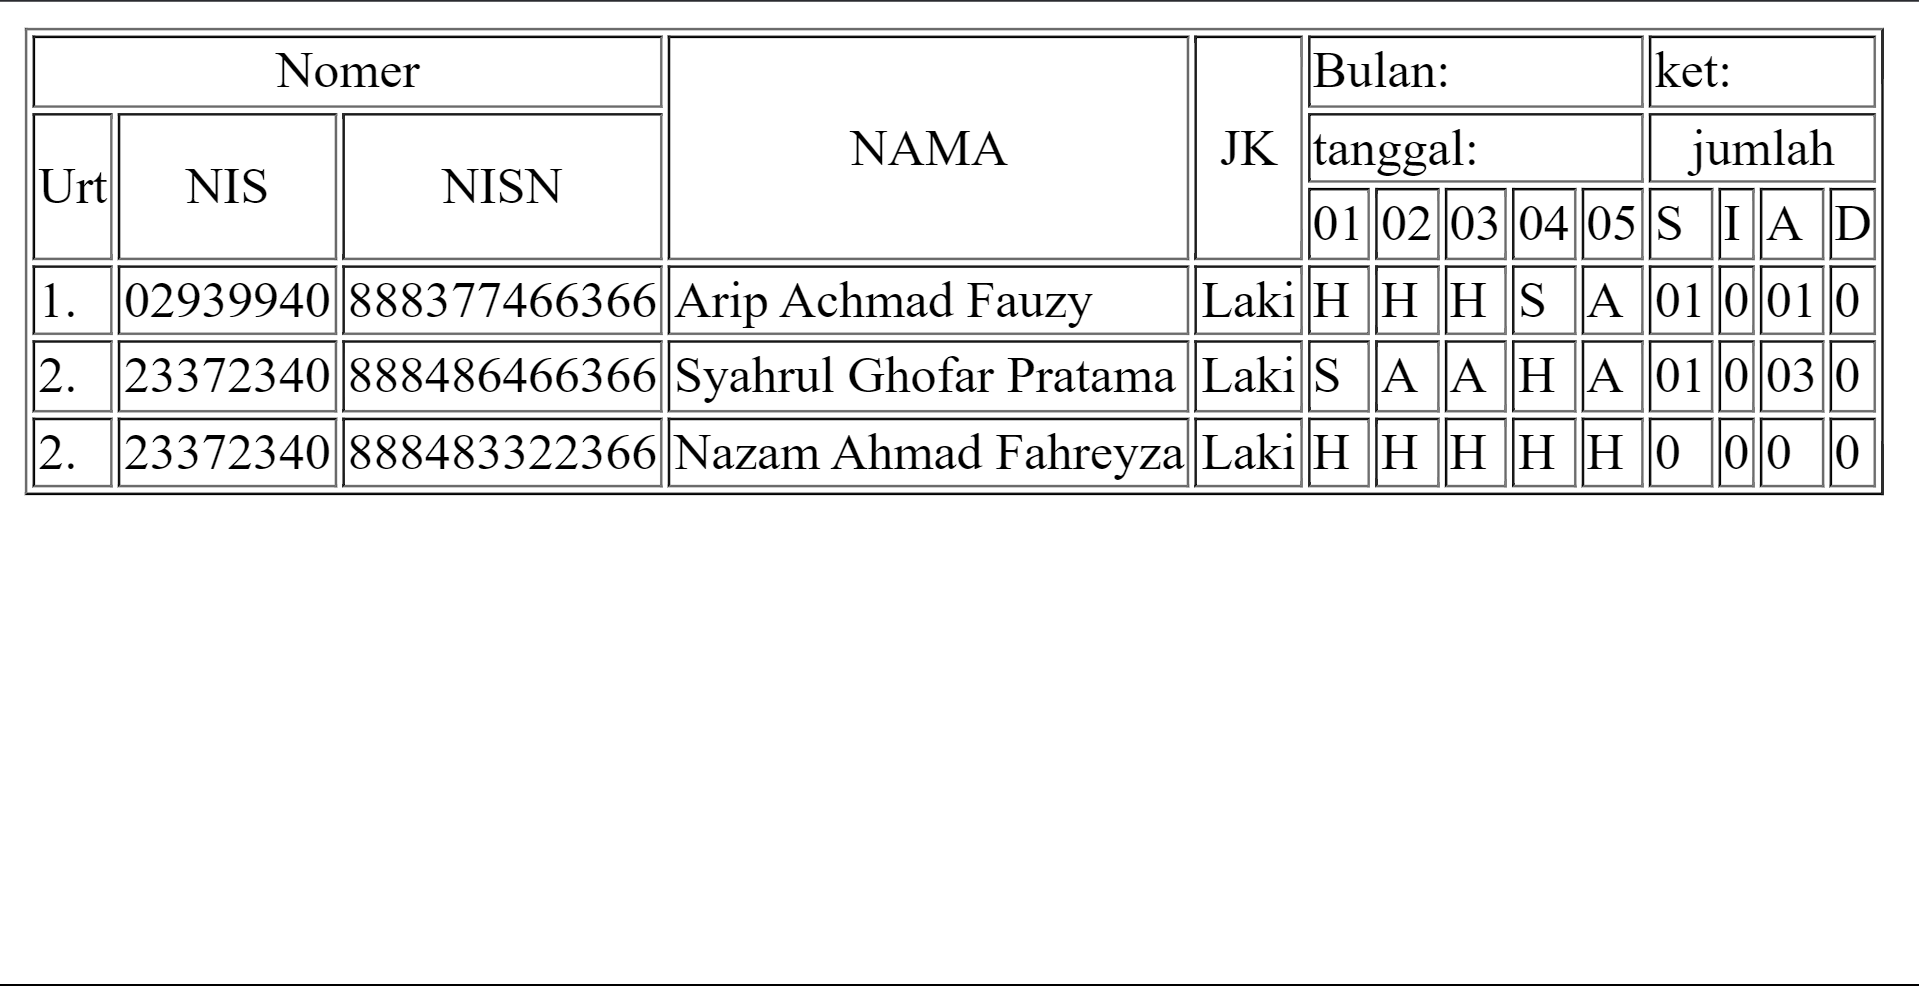 Nomer NAMA JK Bulan: ket:
Urt NIS NISN tanggal: jumlah
01 02 03 04 05 S I A D
1. 02939940 888377466366 Arip Achmad Fauzy Laki H H H S A 01 0 01 0
2. 23372340 888486466366 Syahrul Ghofar Pratama Laki S A A H A 01 0 03 0
2. 23372340 888483322366 Nazam Ahmad Fahreyza Laki H H H H H 0 0 0 0